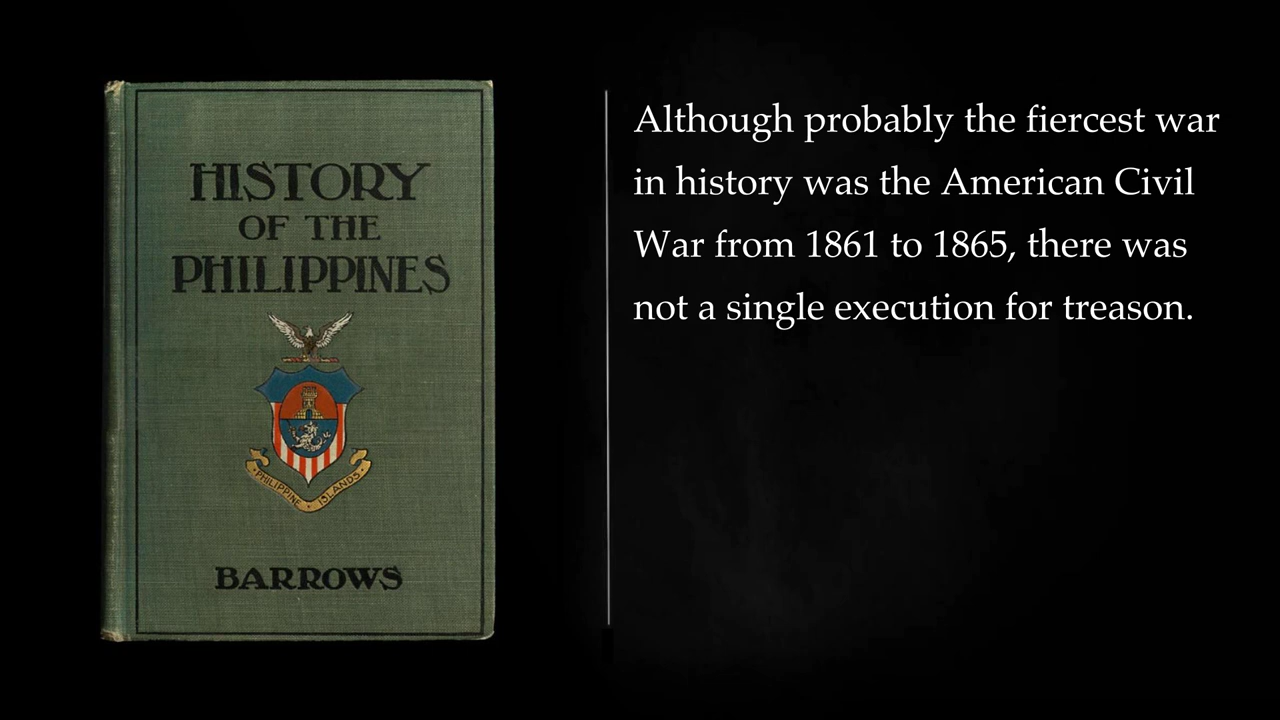 HISTORY
OF THE
PHILIPPINES
PHILIPPINE ISLANDS
BARROWS
Although probably the fiercest war
in history was the American Civil
War from 1861 to 1865, there was
not a single execution for treason.